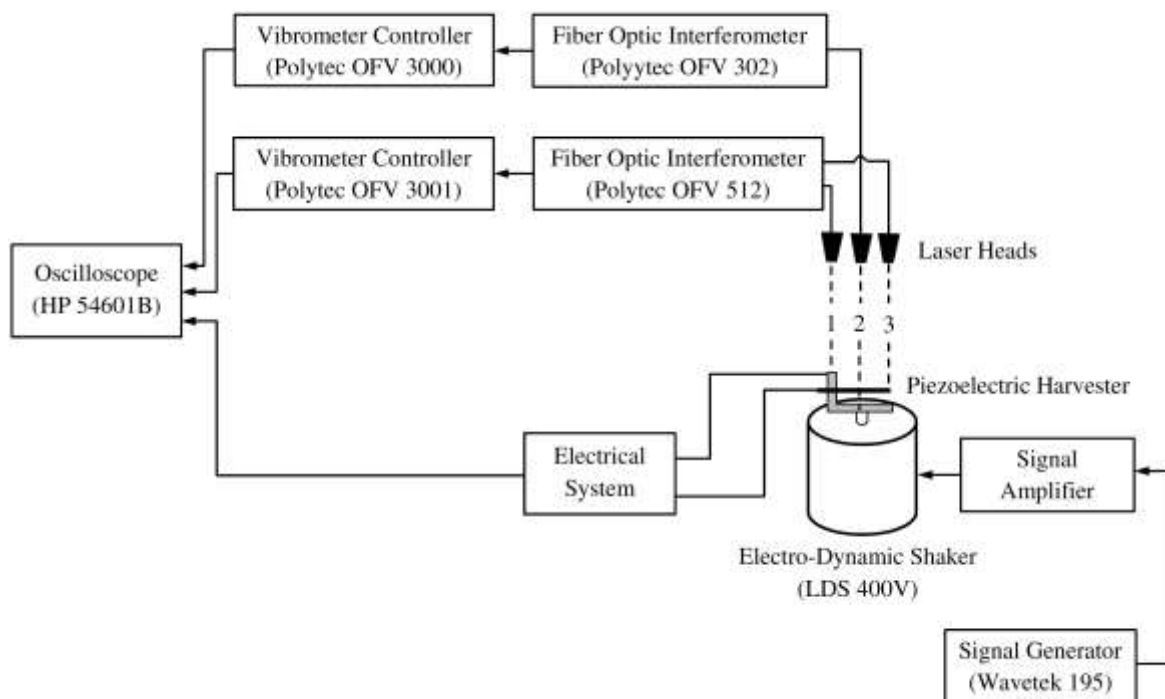 Vibrometer Controller
(Polytec OFV 3000)
Fiber Optic Interferometer
(Polyytec OFV 302)
Vibrometer Controller
(Polytec OFV 3001)
Fiber Optic Interferometer
(Polytec OFV 512)
Laser Heads
Oscilloscope
(HP 54601B)
1 2 3
Piezoelectric Harvester
Electrical
System
Signal
Amplifier
Electro-Dynamic Shaker
(LDS 400V)
Signal Generator
(Wavetek 195)